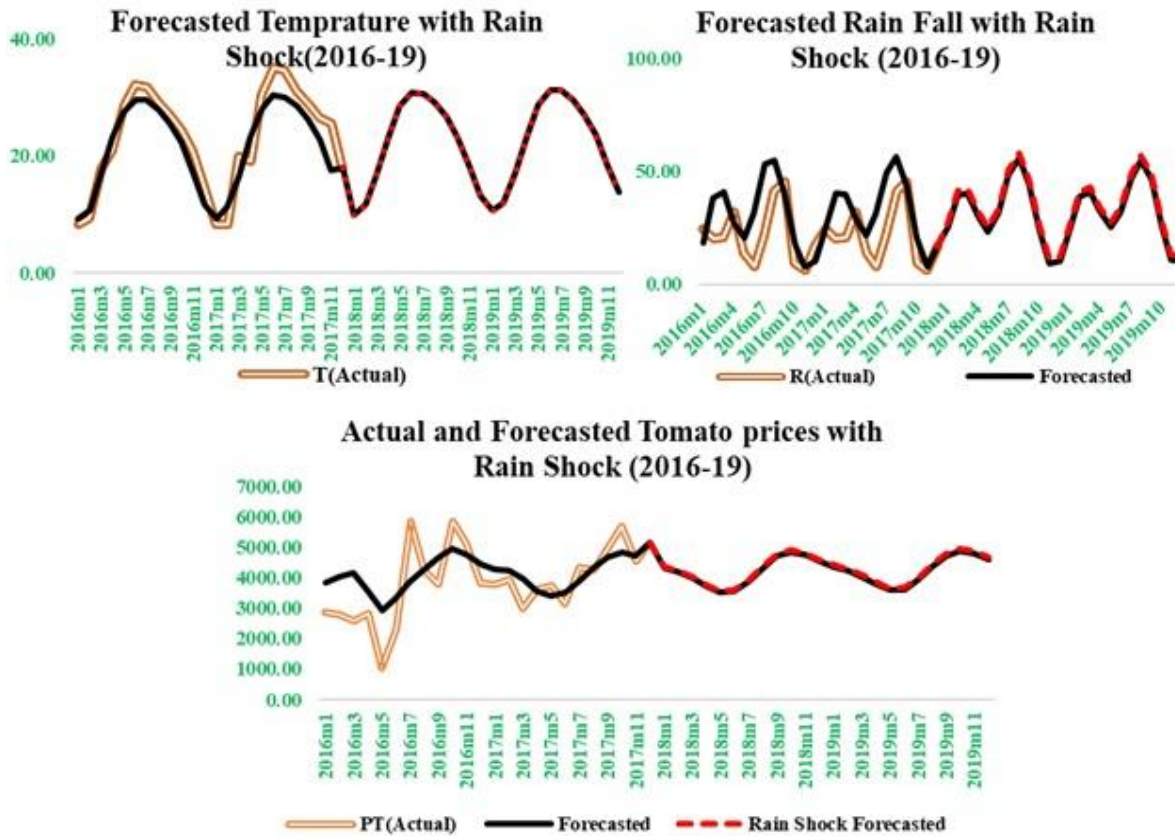 Forecasted Temprature with Rain
Shock(2016-19)
40.00
20.00
0.00
2016m1
2016m3
2016m5
2016m7
2016m9
2016m11
2017m1
2017m3
2017m5
2017m7
2017m9
2017m11
2018m1
2018m3
2018m5
2018m7
2018m9
2018m11
2019m1
2019m3
2019m5
2019m7
2019m9
2019m11
T(Actual)
Forecasted Rain Fall with Rain
Shock (2016-19)
100.00
50.00
0.00
2016m1
2016m4
2016m7
2016m10
2017m1
2017m4
2017m7
2017m10
2018m1
2018m4
2018m7
2018m10
2019m1
2019m4
2019m7
2019m10
R(Actual) Forecasted
Actual and Forecasted Tomato prices with
Rain Shock (2016-19)
7000.00
6000.00
5000.00
4000.00
3000.00
2000.00
1000.00
0.00
2016m1
2016m3
2016m5
2016m7
2016m9
2016m11
2017m1
2017m3
2017m5
2017m7
2017m9
2017m11
2018m1
2018m3
2018m5
2018m7
2018m9
2018m11
2019m1
2019m3
2019m5
2019m7
2019m9
2019m11
PT(Actual) Forecasted Rain Shock Forecasted